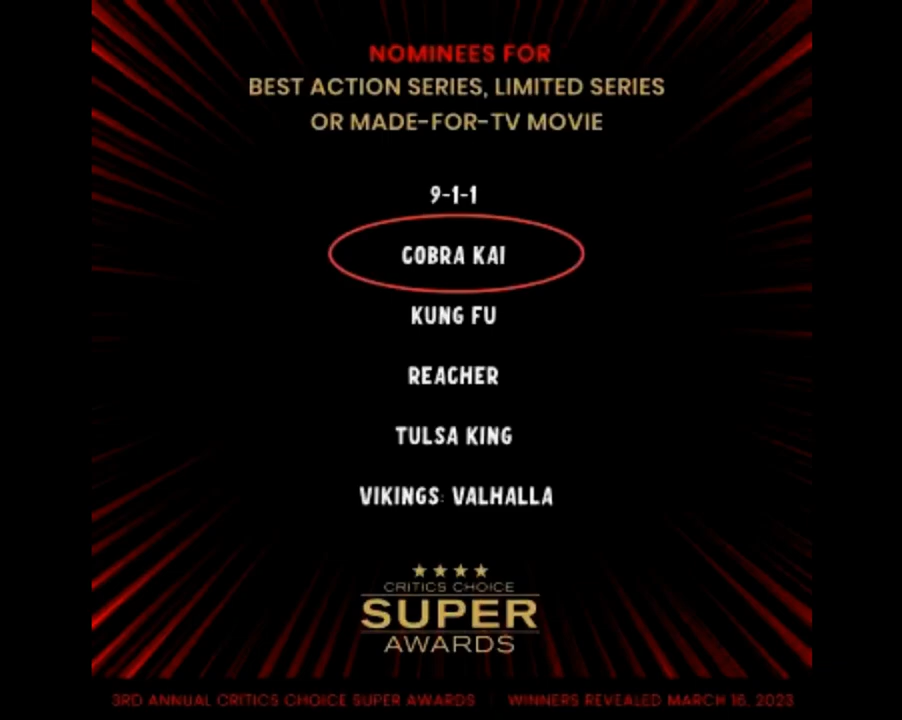 NOMINEES FOR
BEST ACTION SERIES, LIMITED SERIES
OR MADE-FOR-TV MOVIE
9-1-1
COBRA KAI
KUNG FU
REACHER
TULSA KING
VIKINGS: VALHALLA
CRITICS CHOICE
SUPER
AWARDS
3RD ANNUAL CRITICS CHOICE SUPER AWARDS | WINNERS REVEALED MARCH 16, 2023